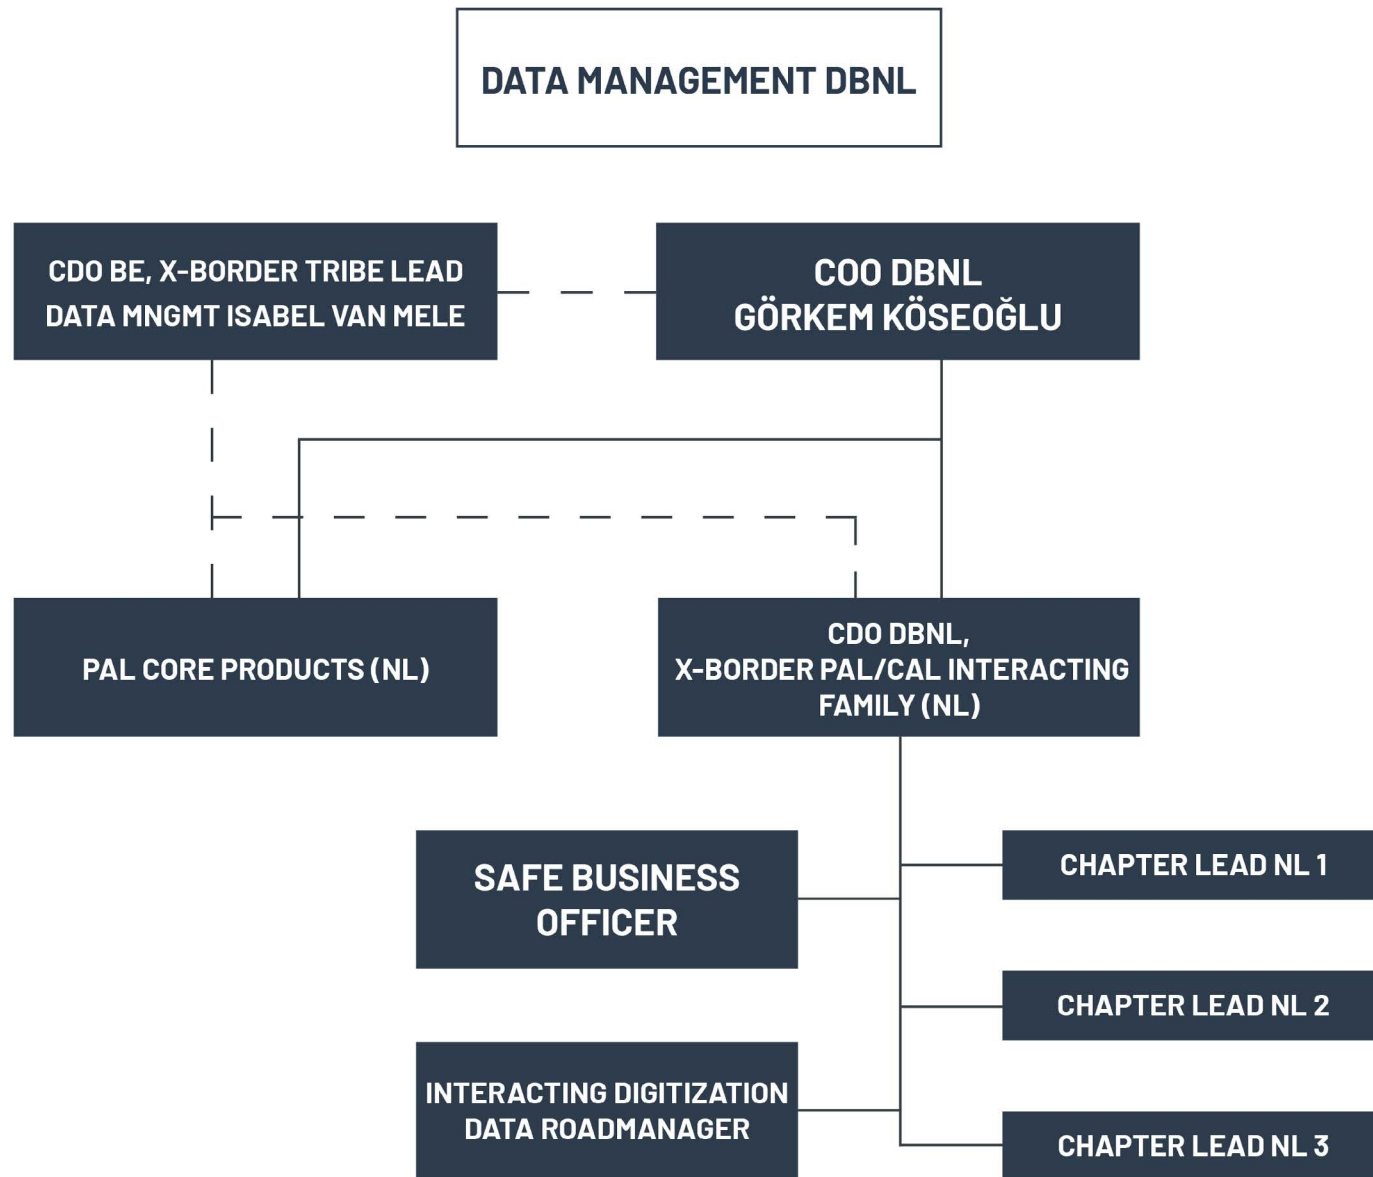 DATA MANAGEMENT DBNL
CDO BE, X-BORDER TRIBE LEAD
DATA MNGMT ISABEL VAN MELE
COO DBNL
GÖRKEM KÖSEOĞLU
PAL CORE PRODUCTS (NL)
CDO DBNL,
X-BORDER PAL/CAL INTERACTING
FAMILY (NL)
SAFE BUSINESS
OFFICER
CHAPTER LEAD NL 1
CHAPTER LEAD NL 2
INTERACTING DIGITIZATION
DATA ROADMANAGER
CHAPTER LEAD NL 3